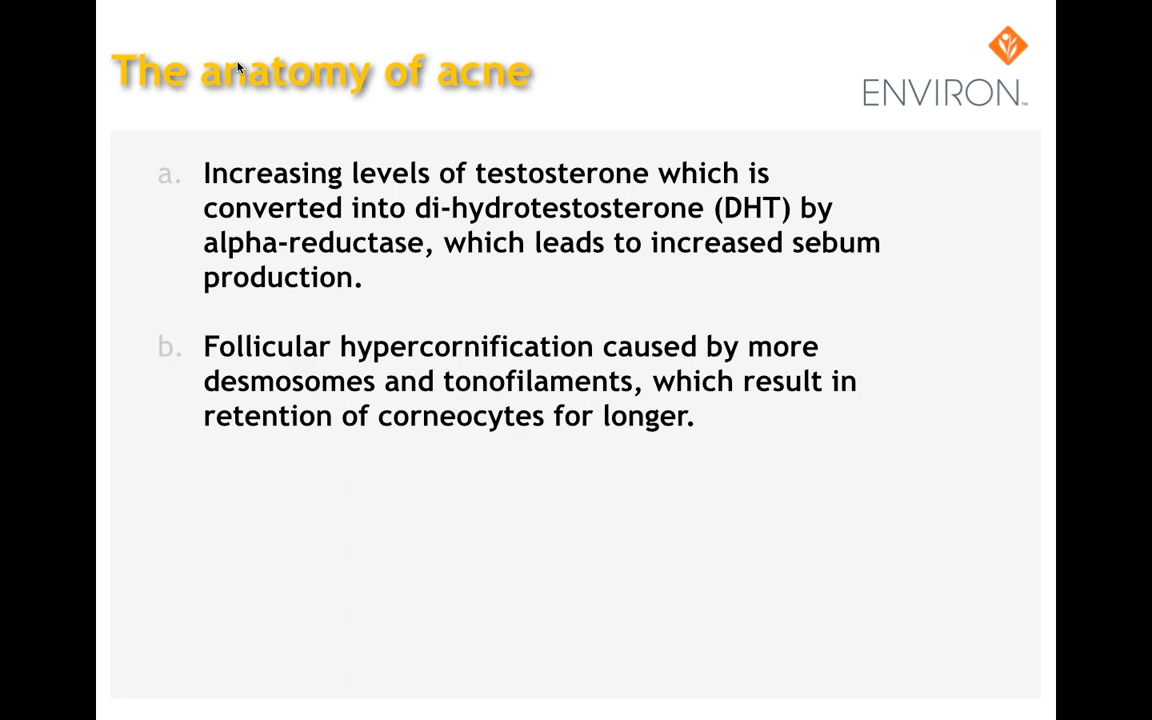 The anatomy of acne
ENVIRON™
a. Increasing levels of testosterone which is
converted into di-hydrotestosterone (DHT) by
alpha-reductase, which leads to increased sebum
production.
b. Follicular hypercornification caused by more
desmosomes and tonofilaments, which result in
retention of corneocytes for longer.